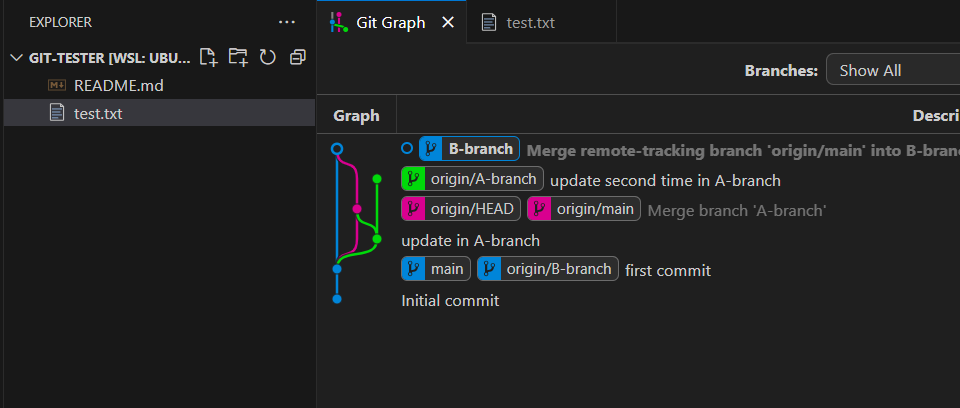 EXPLORER
GIT-TESTER [WSL: UBU...
README.md
test.txt
Git Graph
test.txt
Branches: Show All
Graph Descri
B-branch Merge remote-tracking branch 'origin/main' into B-bran
origin/A-branch update second time in A-branch
origin/HEAD origin/main Merge branch 'A-branch'
update in A-branch
main origin/B-branch first commit
Initial commit